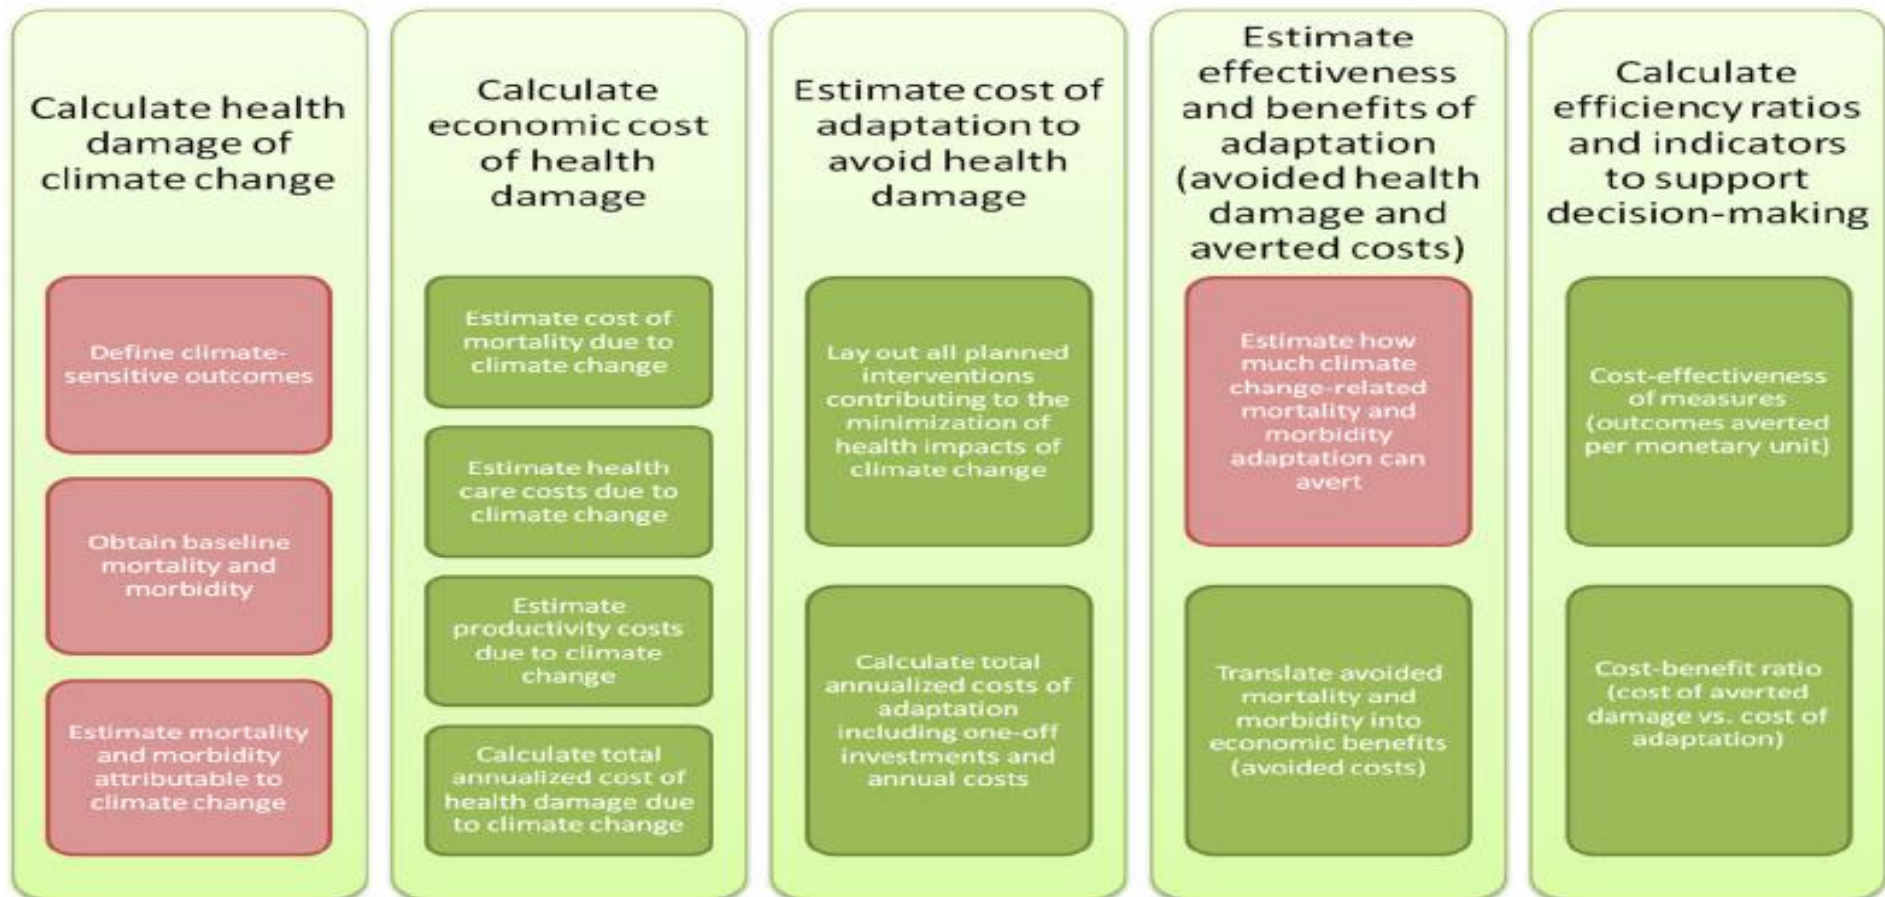 Calculate health
damage of
climate change
Define climate-
sensitive outcomes
Obtain baseline
mortality and
morbidity
Estimate mortality
and morbidity
attributable to
climate change
Calculate
economic cost
of health
damage
Estimate cost of
mortality due to
climate change
Estimate health
care costs due to
climate change
Estimate
productivity costs
due to climate
change
Calculate total
annualized cost of
health damage due
to climate change
Estimate cost of
adaptation to
avoid health
damage
Lay out all planned
interventions
contributing to the
minimization of
health impacts of
climate change
Calculate total
annualized costs of
adaptation
including one-off
investments and
annual costs
Estimate
effectiveness
and benefits of
adaptation
(avoided health
damage and
averted costs)
Estimate how
much climate
change-related
mortality and
morbidity
adaptation can
avert
Translate avoided
mortality and
morbidity into
economic benefits
(avoided costs)
Calculate
efficiency ratios
and indicators
to support
decision-making
Cost-effectiveness
of measures
(outcomes averted
per monetary unit)
Cost-benefit ratio
(cost of averted
damage vs. cost of
adaptation)